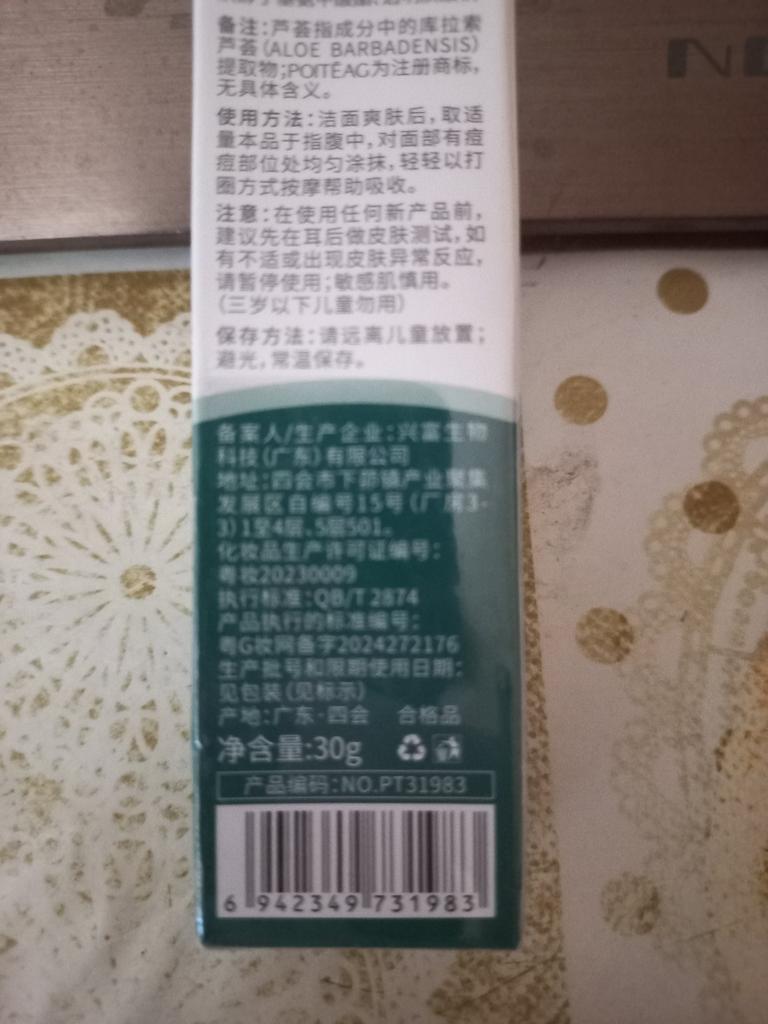 备注：芦荟指成分中的库拉索
芦荟(ALOE BARBADENSIS)
提取物;POITEAG为注册商标，
无具体含义。
使用方法：洁面爽肤后，取适
量本品于指腹中，对面部有痘
痘部位处均匀涂抹，轻轻以打
圈方式按摩帮助吸收。
注意：在使用任何新产品前，
建议先在耳后做皮肤测试，如
有不适或出现皮肤异常反应，
请暂停使用；敏感肌慎用。
(三岁以下儿童勿用)
保存方法：请远离儿童放置；
避光，常温保存。
备案人/生产企业：兴富生物
科技(广东)有限公司
地址：四会市下茆镇产业聚集
发展区自编号15号(厂房3-
3)1至4层、5层501。
化妆品生产许可证编号：
粤妆20230009
执行标准：QB/T 2874
产品执行的标准编号：
粤G妆网备字2024272176
生产批号和限期使用日期：
见包装(见标示)
产地：广东·四会 合格品
净含量:30g
产品编码：NO.PT31983
6 942349 731983